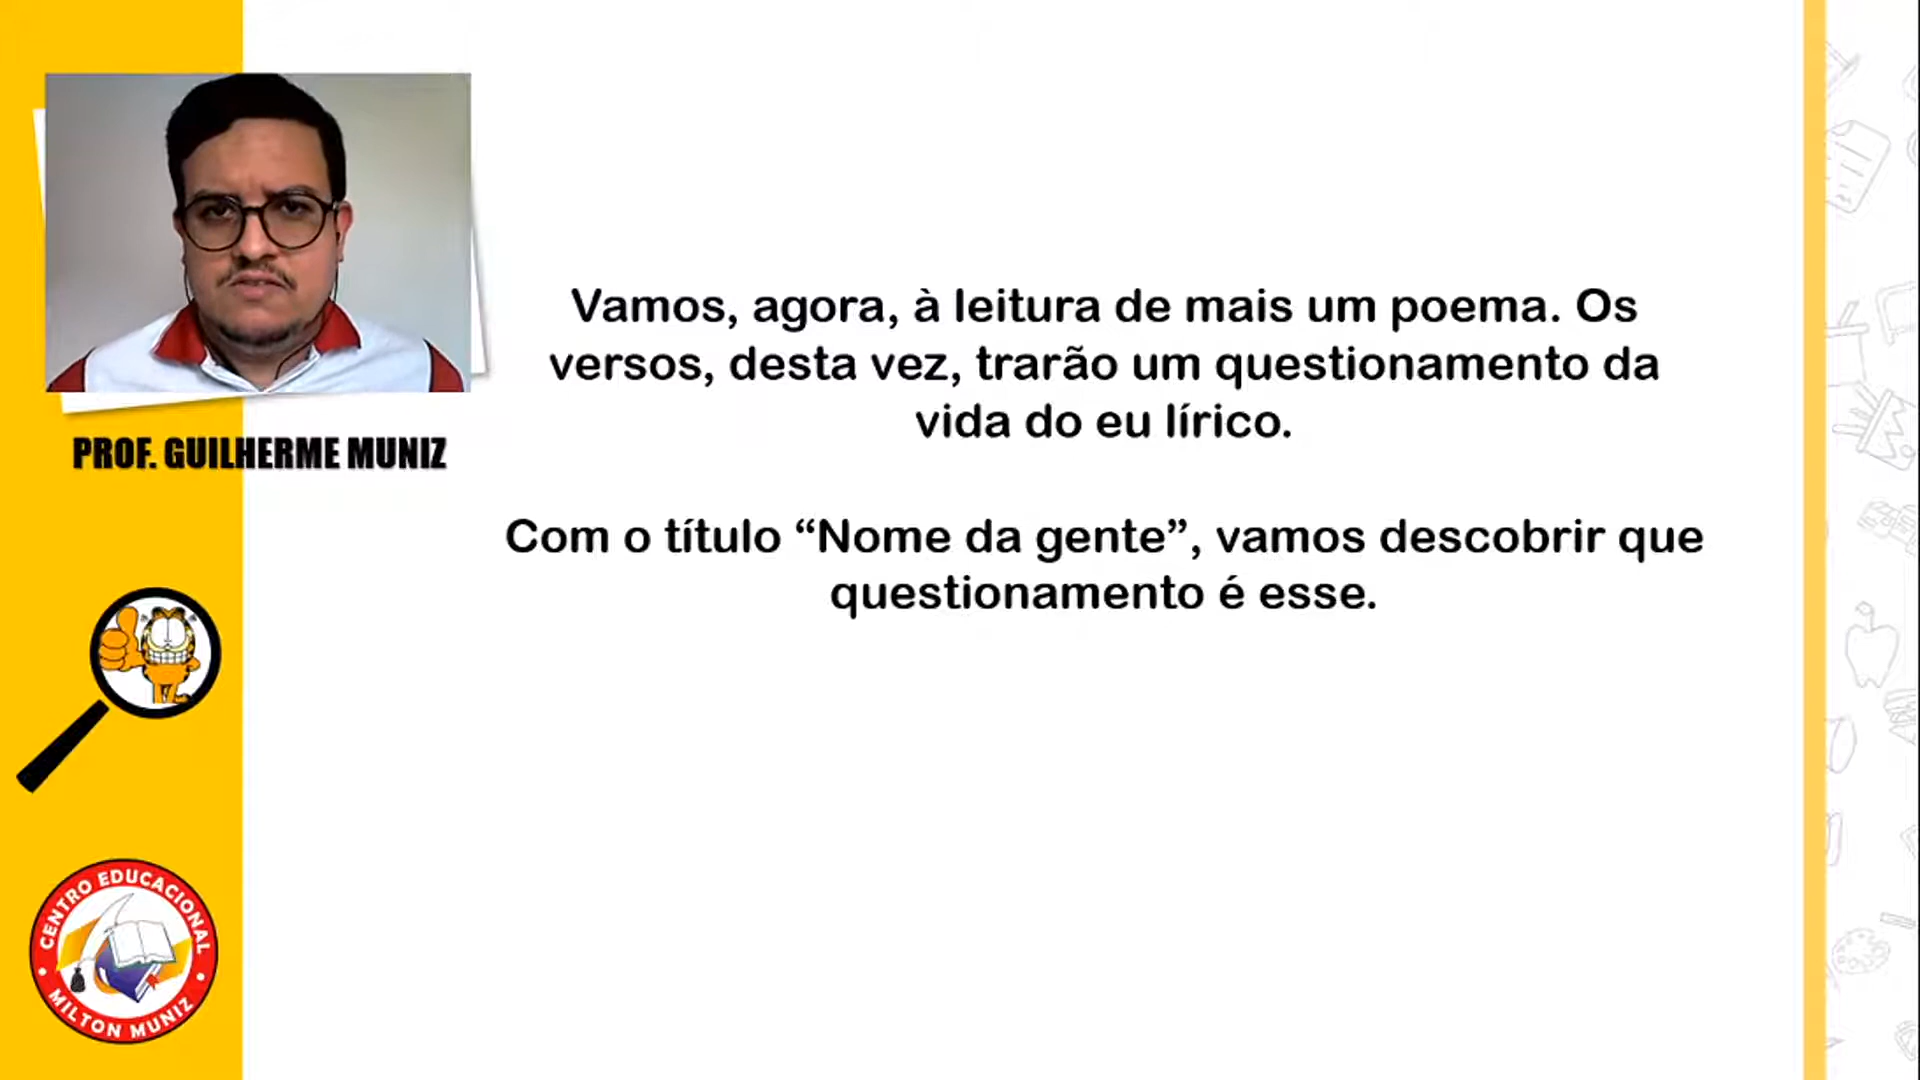 PROF. GUILHERME MUNIZ
Vamos, agora, à leitura de mais um poema. Os
versos, desta vez, trarão um questionamento da
vida do eu lírico.
Com o título “Nome da gente”, vamos descobrir que
questionamento é esse.
CENTRO EDUCACIONAL
MILTON MUNIZ